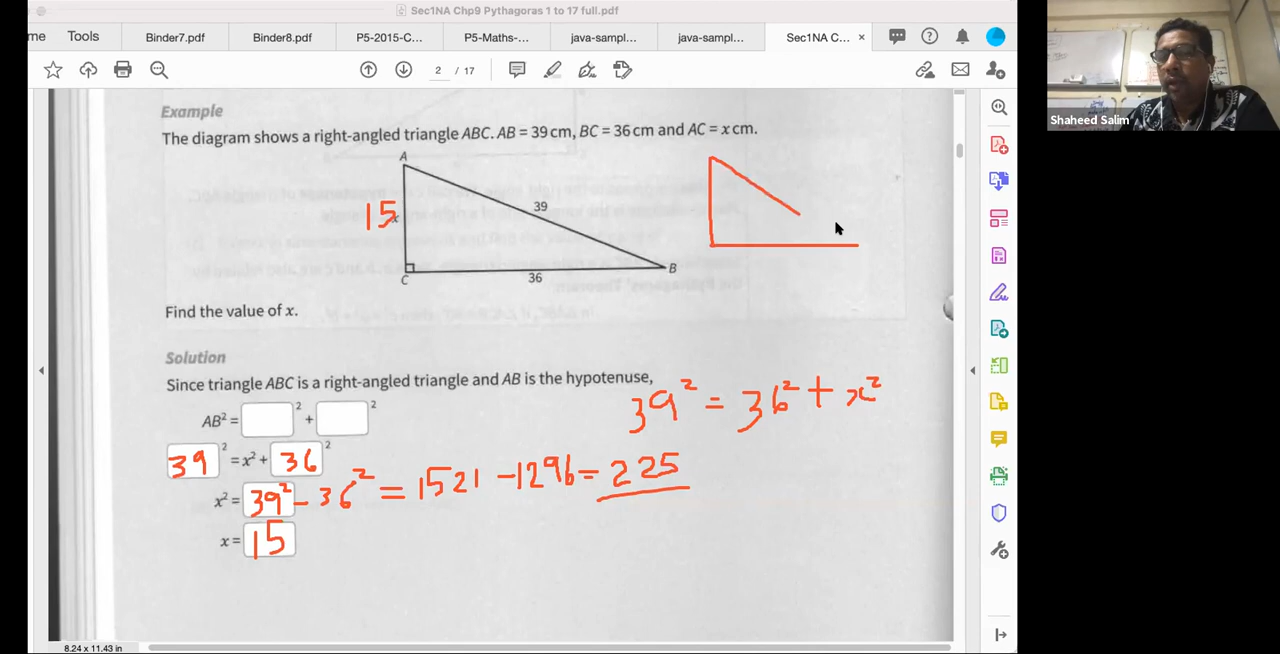 Sec1NA Chp9 Pythagoras 1 to 17 full.pdf
me Tools Binder7.pdf Binder8.pdf P5-2015-C... P5-Maths-... java-sampl... java-sampl... Sec1NA C... ×
2 / 17
Shaheed Salim
Example
The diagram shows a right-angled triangle ABC. AB = 39 cm, BC = 36 cm and AC = x cm.
A
15 x 39
C 36 B
Find the value of x.
Solution
Since triangle ABC is a right-angled triangle and AB is the hypotenuse,
39² = 36² + x²
AB² = ² + ²
39 ² = x² + 36 ²
x² = 39² - 36² = 1521 - 1296 = 225
x = 15
8.24 x 11.43 in